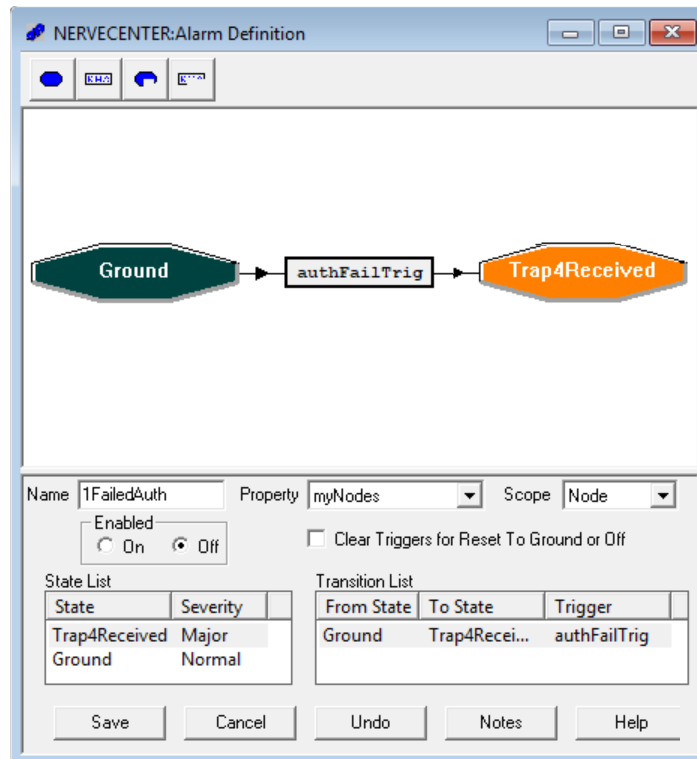 NERVECENTER:Alarm Definition
Ground authFailTrig Trap4Received
Name 1FailedAuth Property myNodes Scope Node
Enabled
On Off Clear Triggers for Reset To Ground or Off
State List Transition List
State Severity From State To State Trigger
Trap4Received Major Ground Trap4Recei... authFailTrig
Ground Normal
Save Cancel Undo Notes Help